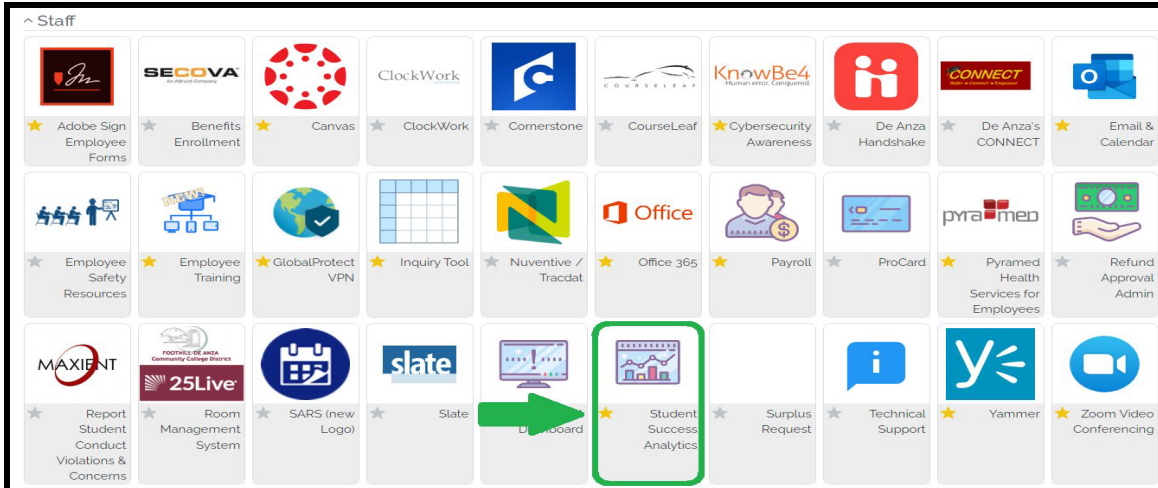 Staff
SECOVA
An Alltrust Company
ClockWork
COURSELEAF
KnowBe4
Human error. Conquered.
CONNECT
Adobe Sign
Employee
Forms
Benefits
Enrollment
Canvas
ClockWork
Cornerstone
CourseLeaf
Cybersecurity
Awareness
De Anza
Handshake
De Anza's
CONNECT
Email &
Calendar
NEW!
Office
pyramed
Employee
Safety
Resources
Employee
Training
GlobalProtect
VPN
Inquiry Tool
Nuventive /
Tracdat
Office 365
Payroll
ProCard
Pyramed
Health
Services for
Employees
Refund
Approval
Admin
MAXIENT
FOOTHILL-DE ANZA
Community College District
25Live
slate
Report
Student
Conduct
Violations &
Concerns
Room
Management
System
SARS (new
Logo)
Slate
Dashboard
Student
Success
Analytics
Surplus
Request
Technical
Support
Yammer
Zoom Video
Conferencing